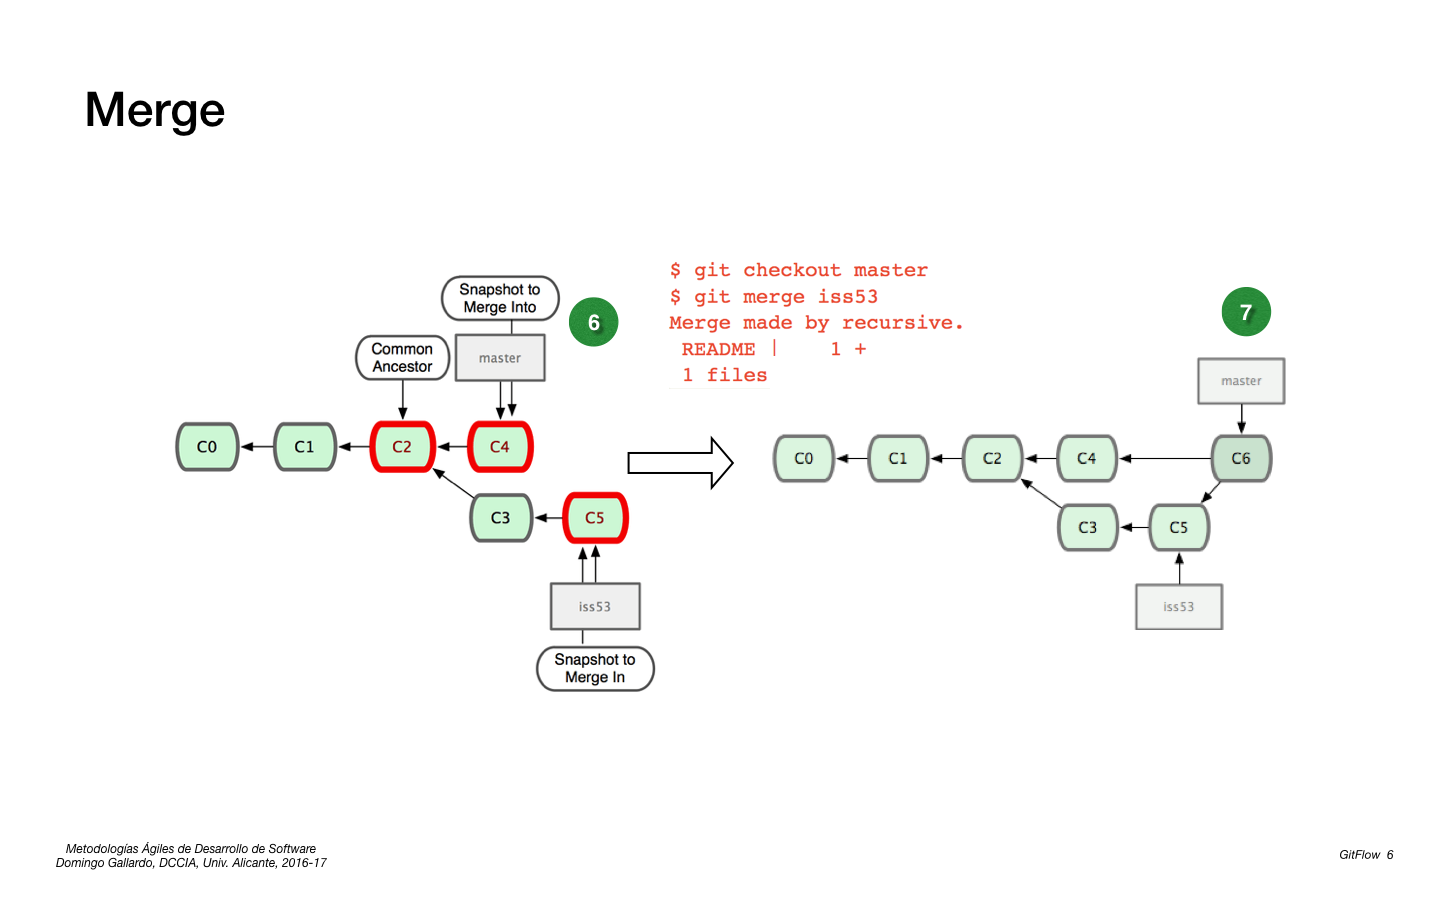 Merge
$ git checkout master
$ git merge iss53
Merge made by recursive.
README |    1 +
1 files
Snapshot to
Merge Into
6
Common
Ancestor
master
C0
C1
C2
C4
C3
C5
iss53
Snapshot to
Merge In
7
master
C0
C1
C2
C4
C6
C3
C5
iss53
Metodologías Ágiles de Desarrollo de Software
Domingo Gallardo, DCCIA, Univ. Alicante, 2016-17
GitFlow 6